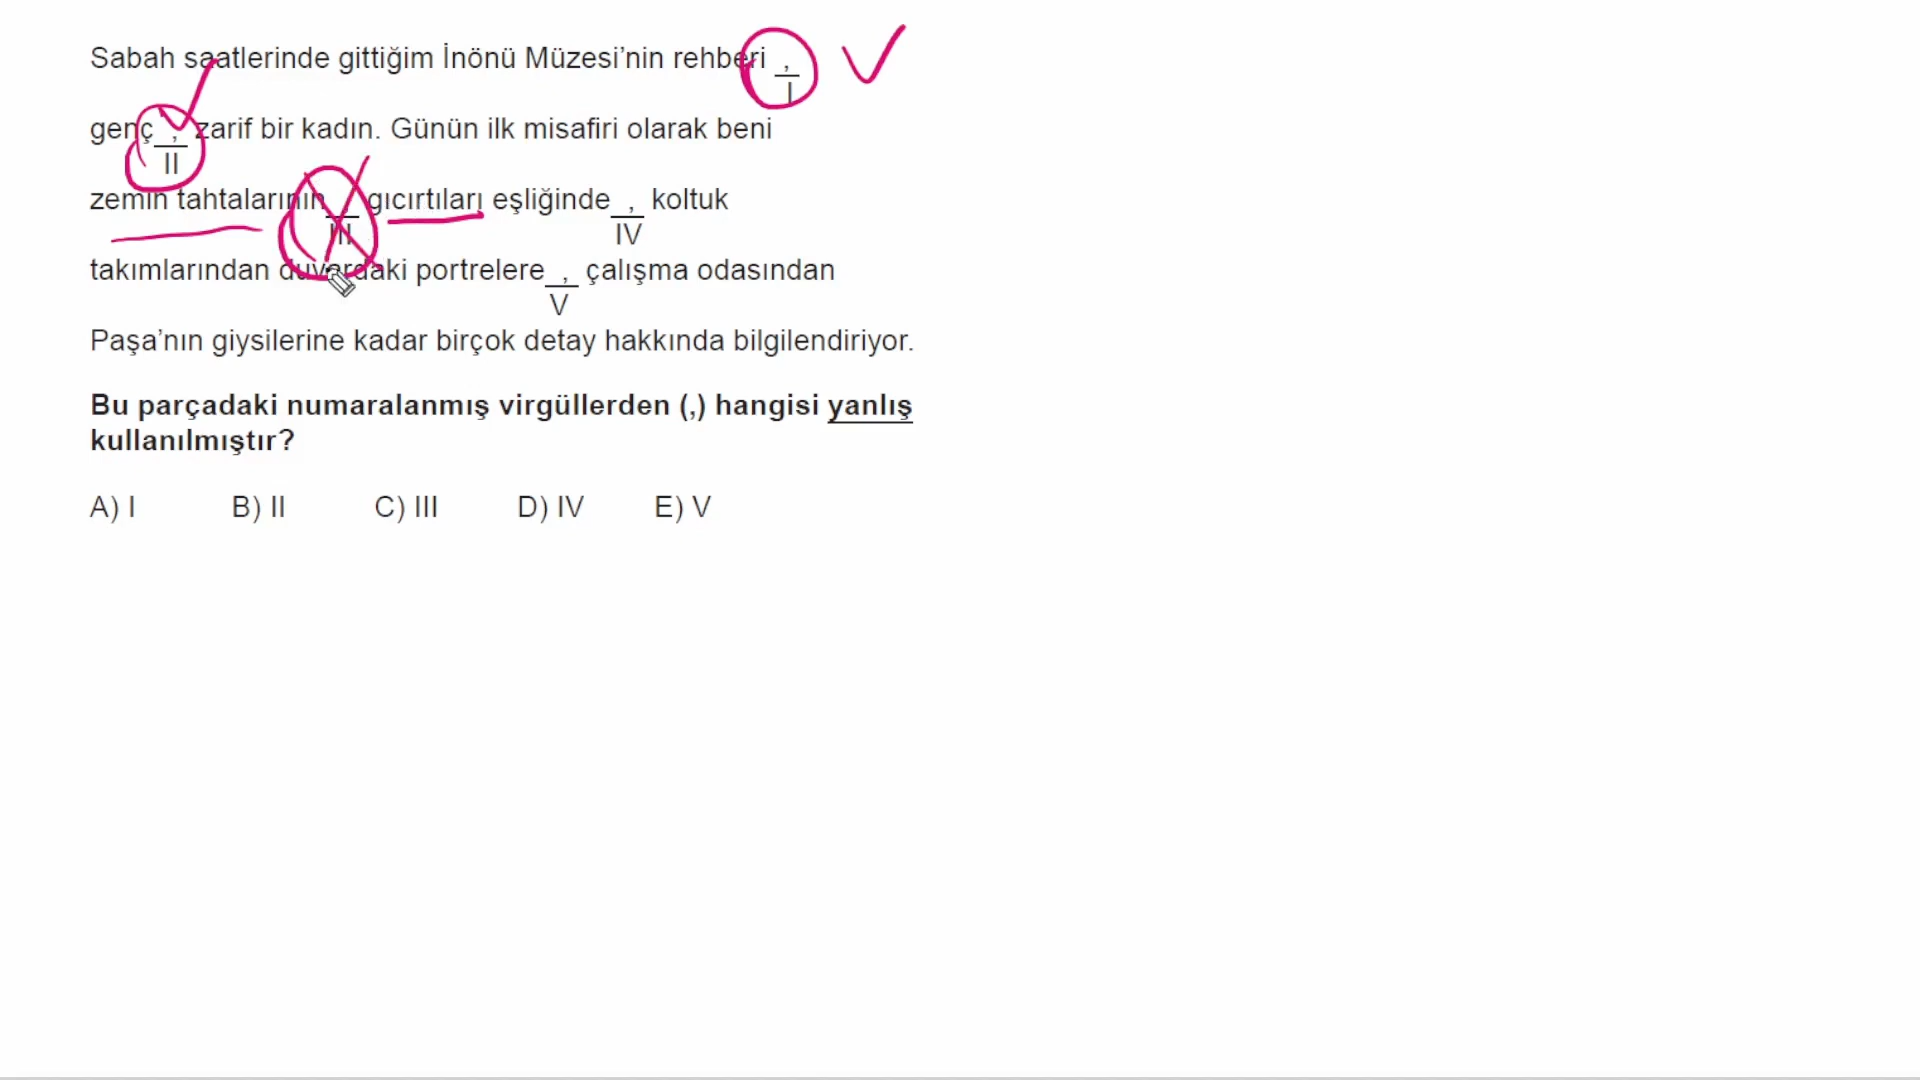 Sabah saatlerinde gittiğim İnönü Müzesi’nin rehberi ,
I
genç , zarif bir kadın. Günün ilk misafiri olarak beni
II
zemin tahtalarının , gıcırtıları eşliğinde , koltuk
III IV
takımlarından duvardaki portrelere , çalışma odasından
V
Paşa’nın giysilerine kadar birçok detay hakkında bilgilendiriyor.
Bu parçadaki numaralanmış virgüllerden (,) hangisi yanlış
kullanılmıştır?
A) I B) II C) III D) IV E) V